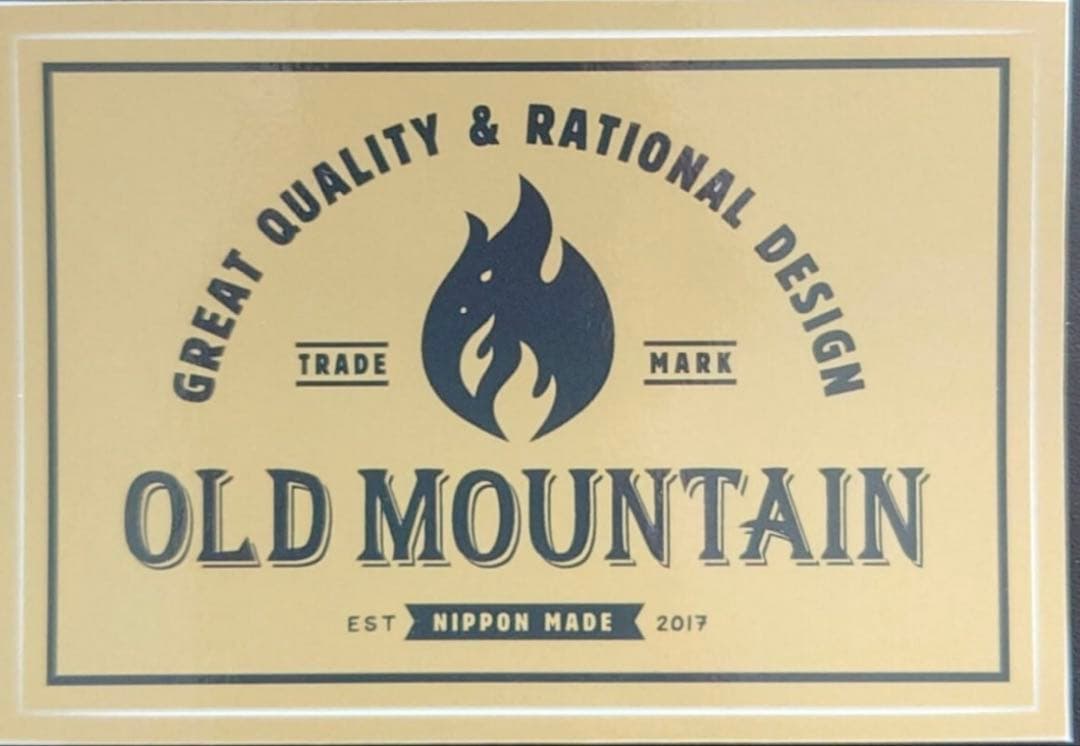 GREAT QUALITY & RATIONAL DESIGN
TRADE MARK
OLD MOUNTAIN
EST NIPPON MADE 2017